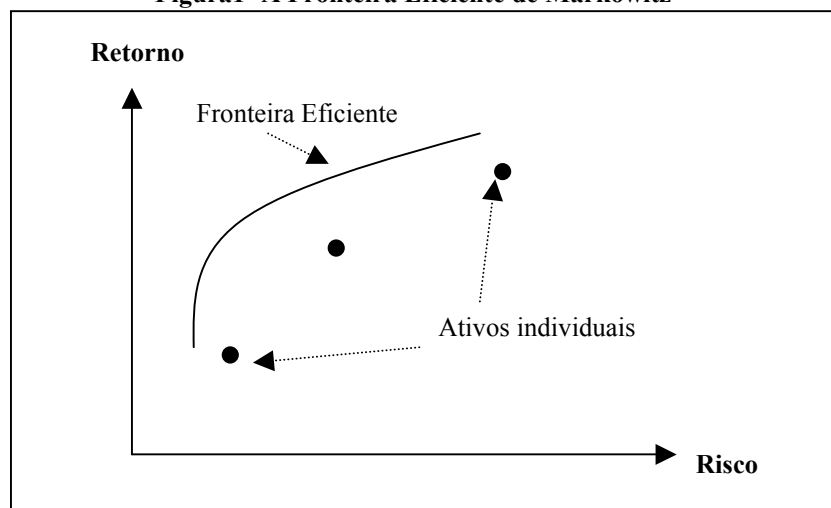 Figura1- A Fronteira Eficiente de Markowitz
Retorno
Fronteira Eficiente
Ativos individuais
Risco